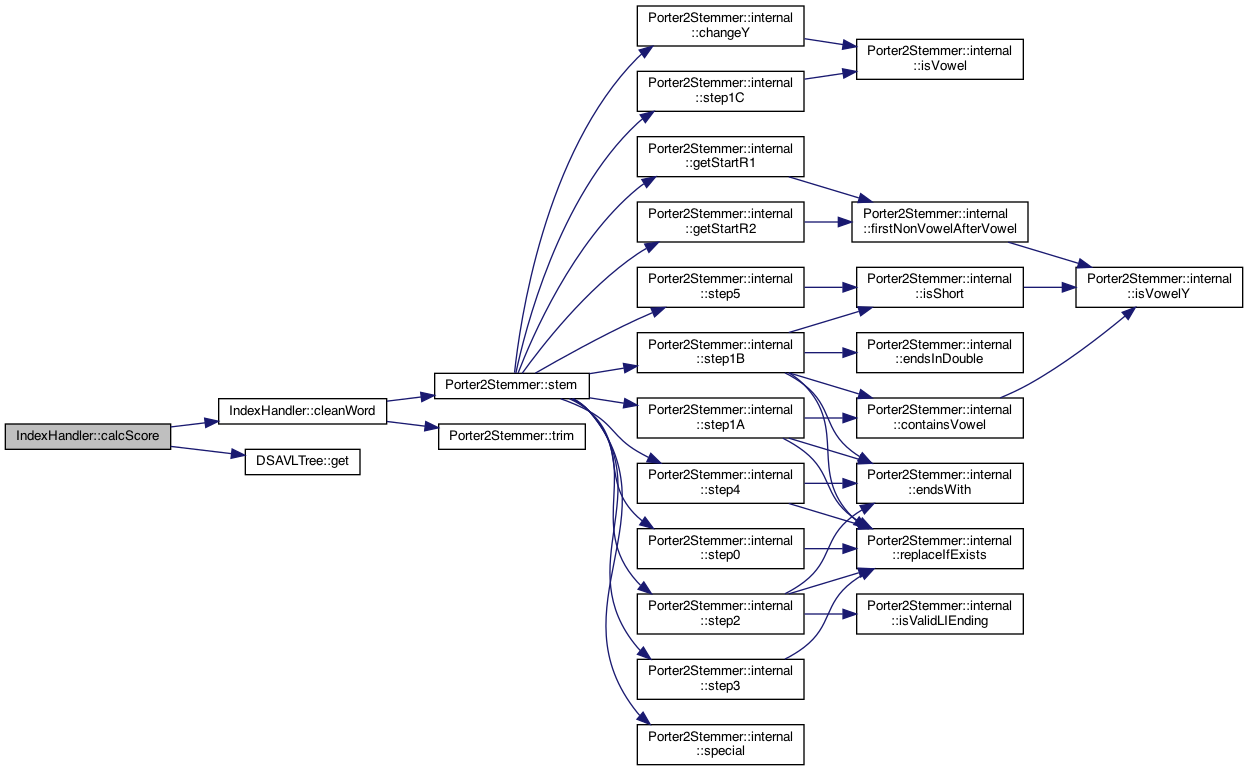 Porter2Stemmer::internal
::changeY
Porter2Stemmer::internal
::isVowel
Porter2Stemmer::internal
::step1C
Porter2Stemmer::internal
::getStartR1
Porter2Stemmer::internal
::getStartR2
Porter2Stemmer::internal
::firstNonVowelAfterVowel
Porter2Stemmer::internal
::step5
Porter2Stemmer::internal
::isShort
Porter2Stemmer::internal
::isVowelY
Porter2Stemmer::internal
::step1B
Porter2Stemmer::internal
::endsInDouble
Porter2Stemmer::stem
IndexHandler::cleanWord
Porter2Stemmer::internal
::step1A
Porter2Stemmer::internal
::containsVowel
IndexHandler::calcScore
Porter2Stemmer::trim
DSAVLTree::get
Porter2Stemmer::internal
::step4
Porter2Stemmer::internal
::endsWith
Porter2Stemmer::internal
::step0
Porter2Stemmer::internal
::replaceIfExists
Porter2Stemmer::internal
::step2
Porter2Stemmer::internal
::isValidLIEnding
Porter2Stemmer::internal
::step3
Porter2Stemmer::internal
::special